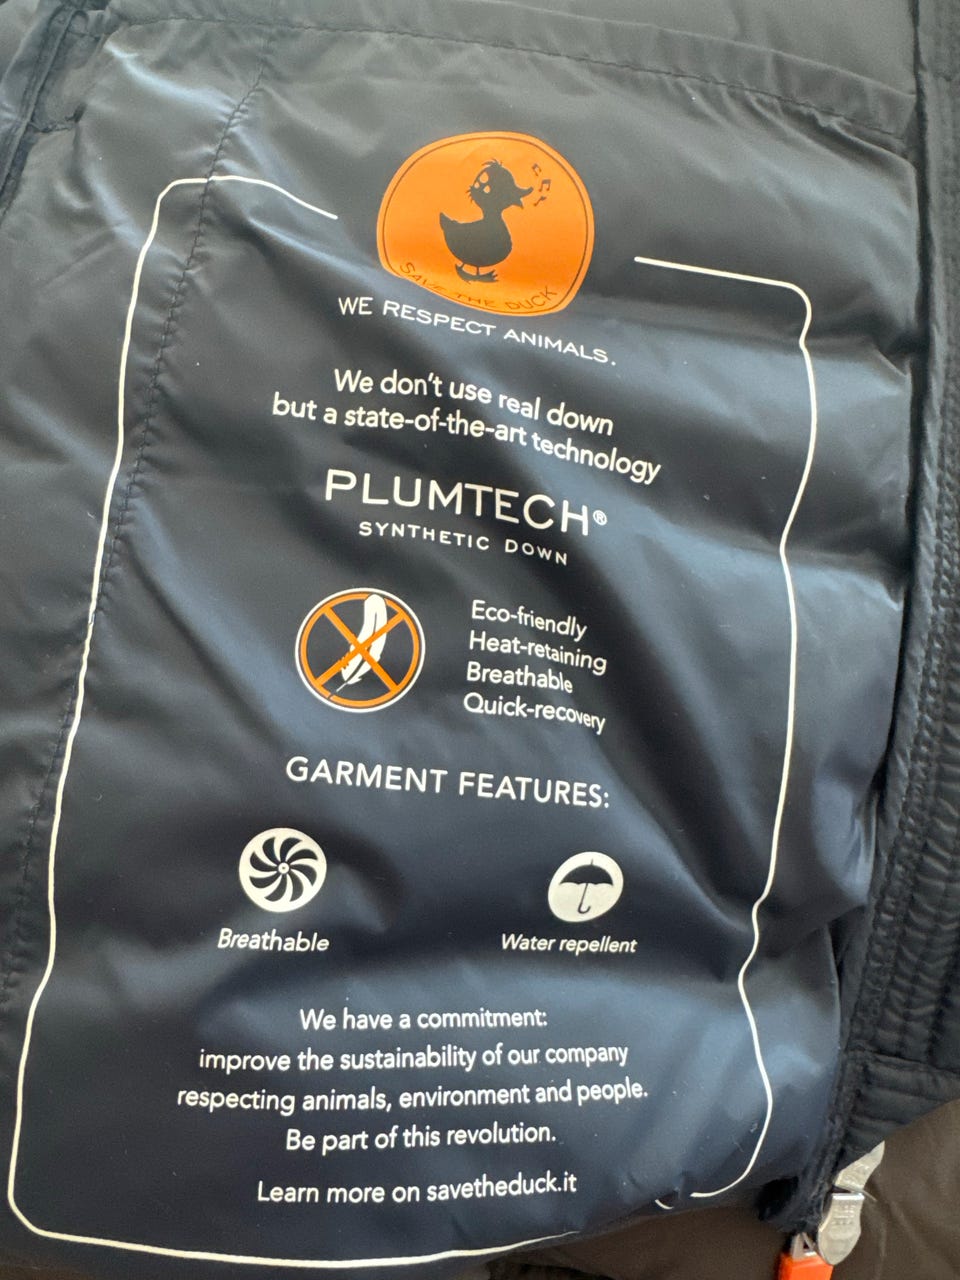 SAVE THE DUCK
WE RESPECT ANIMALS.
We don't use real down
but a state-of-the-art technology
PLUMTECH®
SYNTHETIC DOWN
Eco-friendly
Heat-retaining
Breathable
Quick-recovery
GARMENT FEATURES:
Breathable
Water repellent
We have a commitment:
improve the sustainability of our company
respecting animals, environment and people.
Be part of this revolution.
Learn more on savetheduck.it